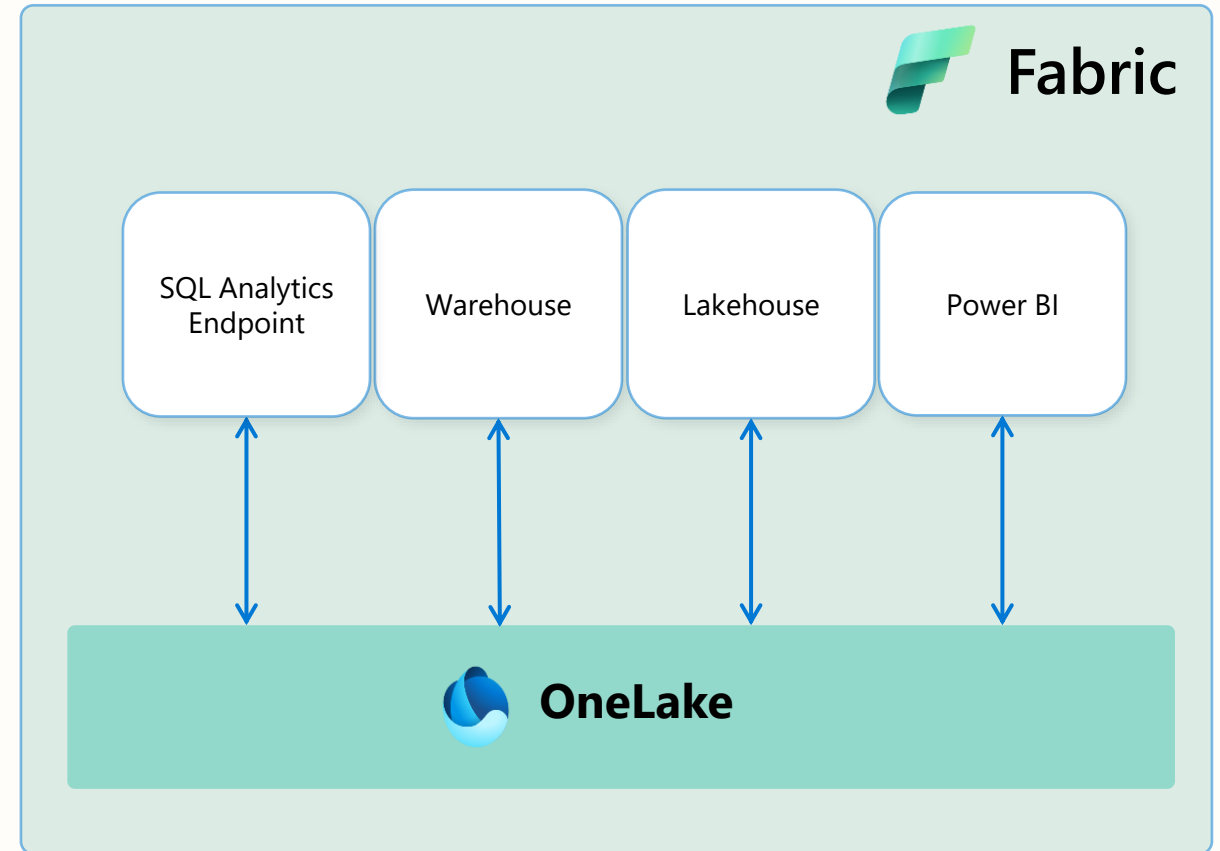 Fabric
SQL Analytics
Endpoint
Warehouse
Lakehouse
Power BI
OneLake